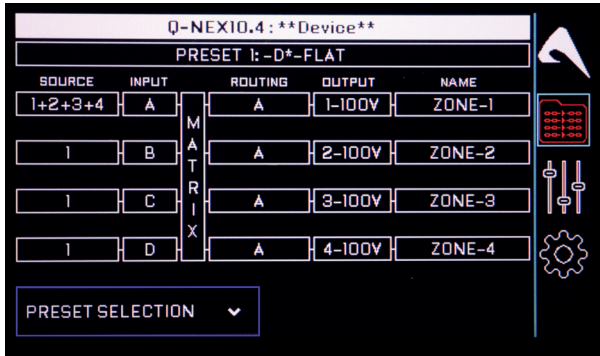 Q-NEX10.4:**Device**
PRESET 1:-D*-FLAT
SOURCE INPUT ROUTING OUTPUT NAME
1+2+3+4 A A 1-100V ZONE-1
1 B A 2-100V ZONE-2
1 C A 3-100V ZONE-3
1 D A 4-100V ZONE-4
MATRIX
PRESET SELECTION